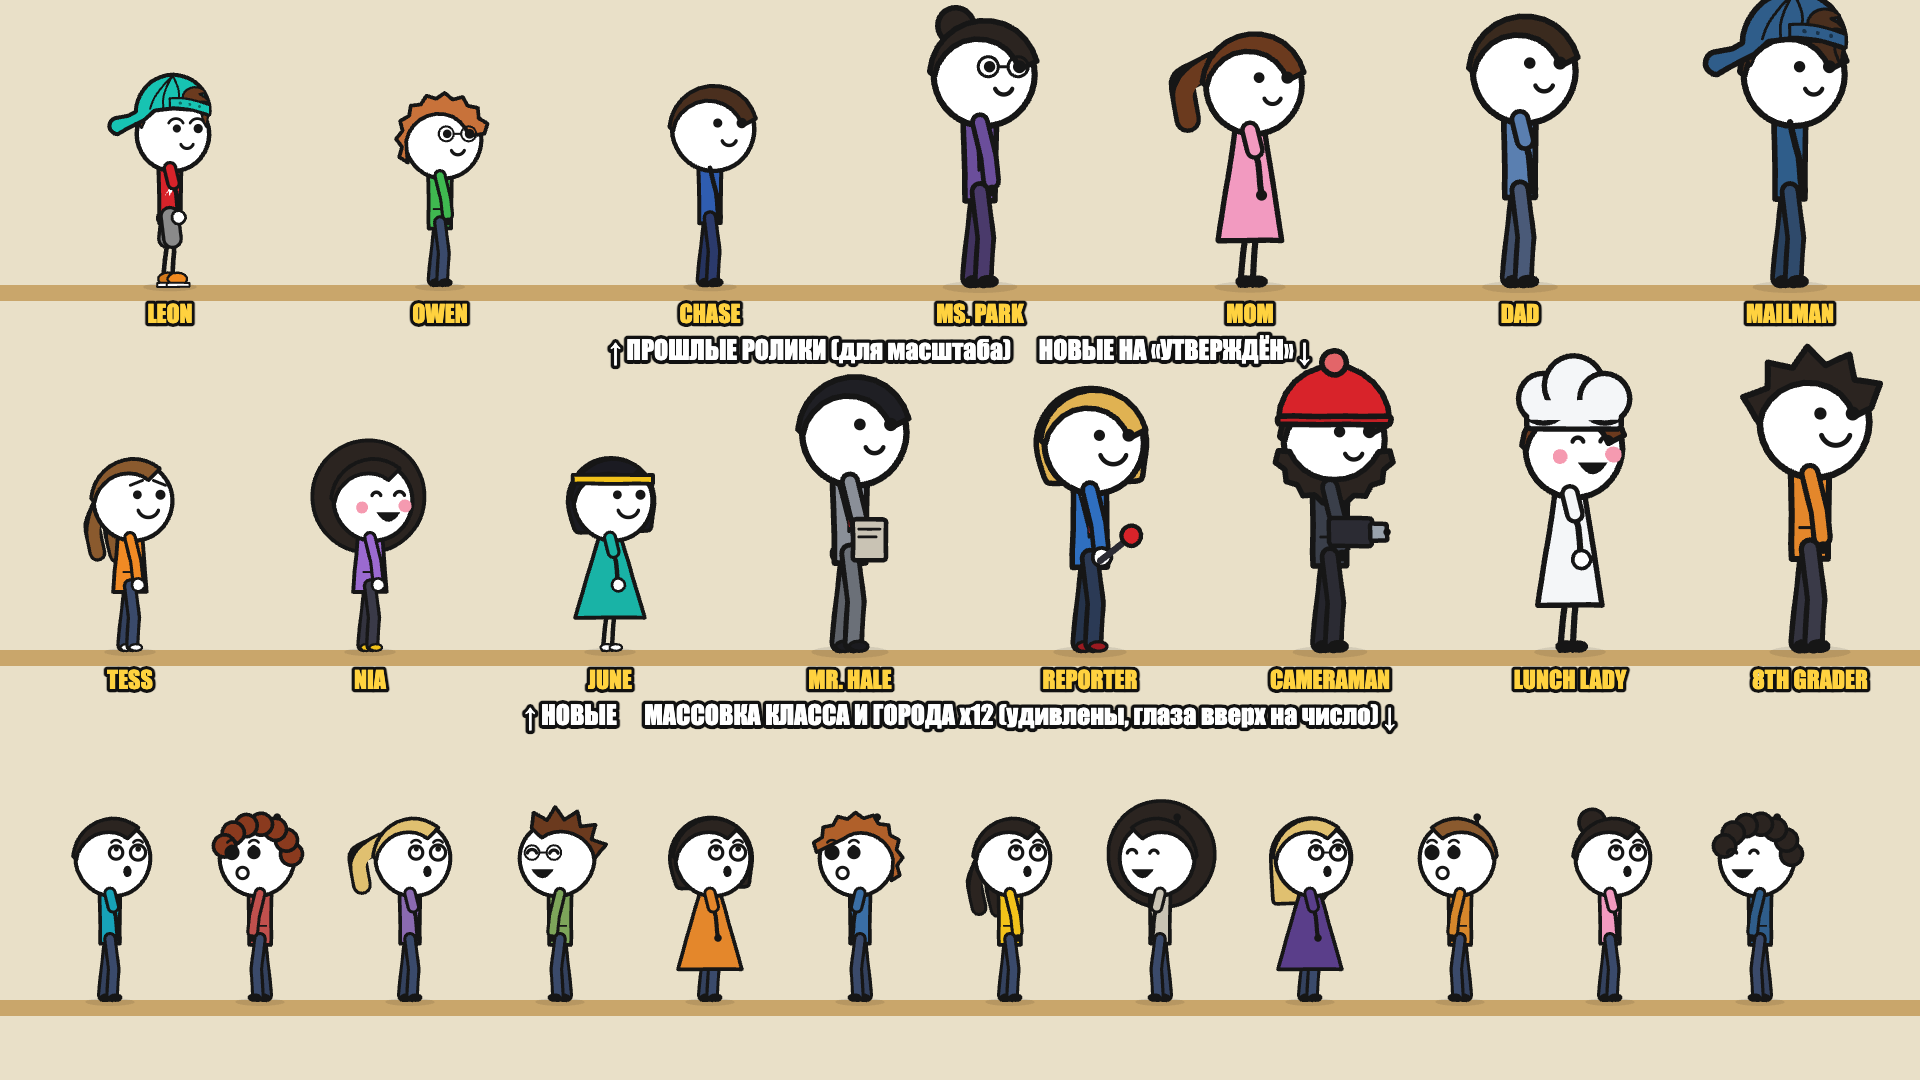 LEON OWEN CHASE MS. PARK MOM DAD MAILMAN
↑ ПРОШЛЫЕ РОЛИКИ (для масштаба) НОВЫЕ НА «УТВЕРЖДЁН» ↓
TESS NIA JUNE MR. HALE REPORTER CAMERAMAN LUNCH LADY 8TH GRADER
↑ НОВЫЕ МАССОВКА КЛАССА И ГОРОДА x12 (удивлены, глаза вверх на число) ↓